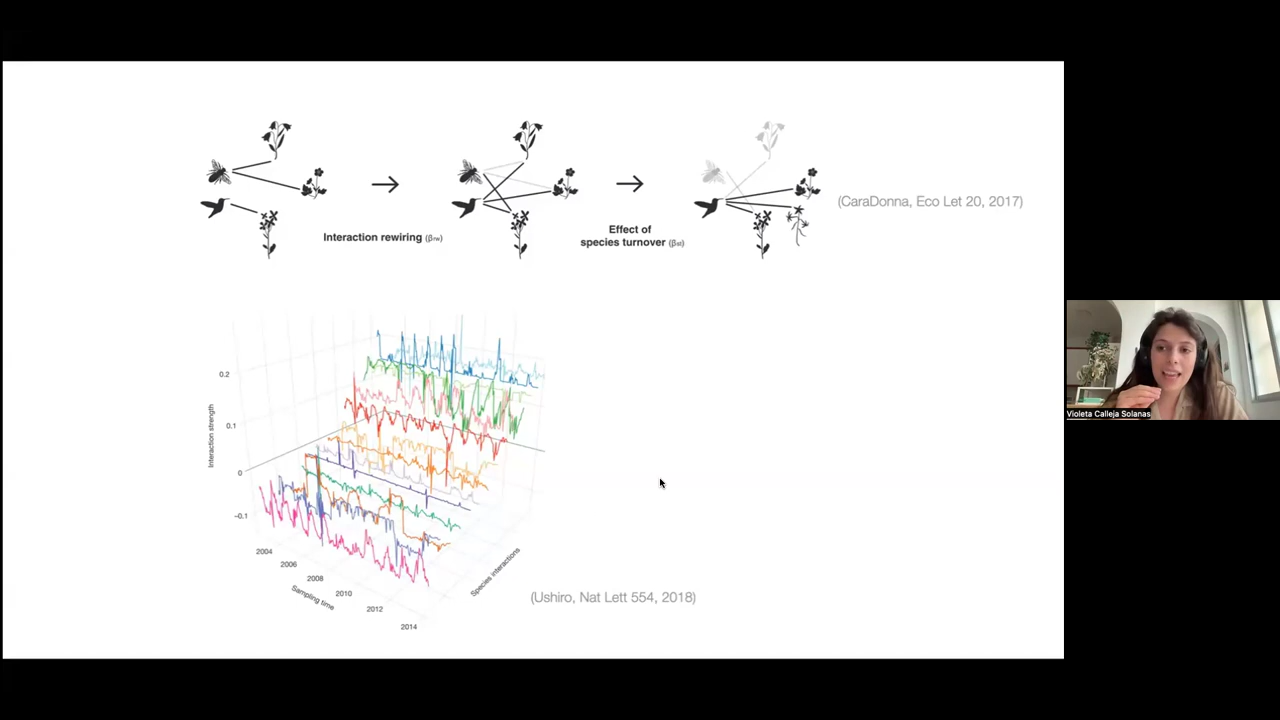 (CaraDonna, Eco Let 20, 2017)
Interaction rewiring (βrw)
Effect of
species turnover (βst)
0.2
0.1
0
−0.1
Interaction strength
2004
2006
2008
2010
2012
2014
Sampling time
Species interactions
(Ushiro, Nat Lett 554, 2018)
Violeta Calleja Solanas